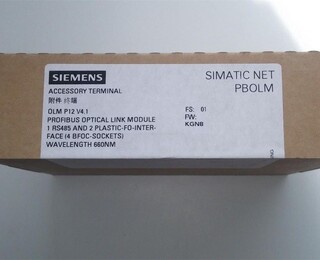 SIEMENS
SIMATIC NET
PBOLM
ACCESSORY TERMINAL
附件 终端
OLM P12 V4.1
PROFIBUS OPTICAL LINK MODULE
1 RS485 AND 2 PLASTIC-FO-INTER-
FACE (4 BFOC-SOCKETS)
WAVELENGTH 660NM
FS: 01
FW:
KGNB